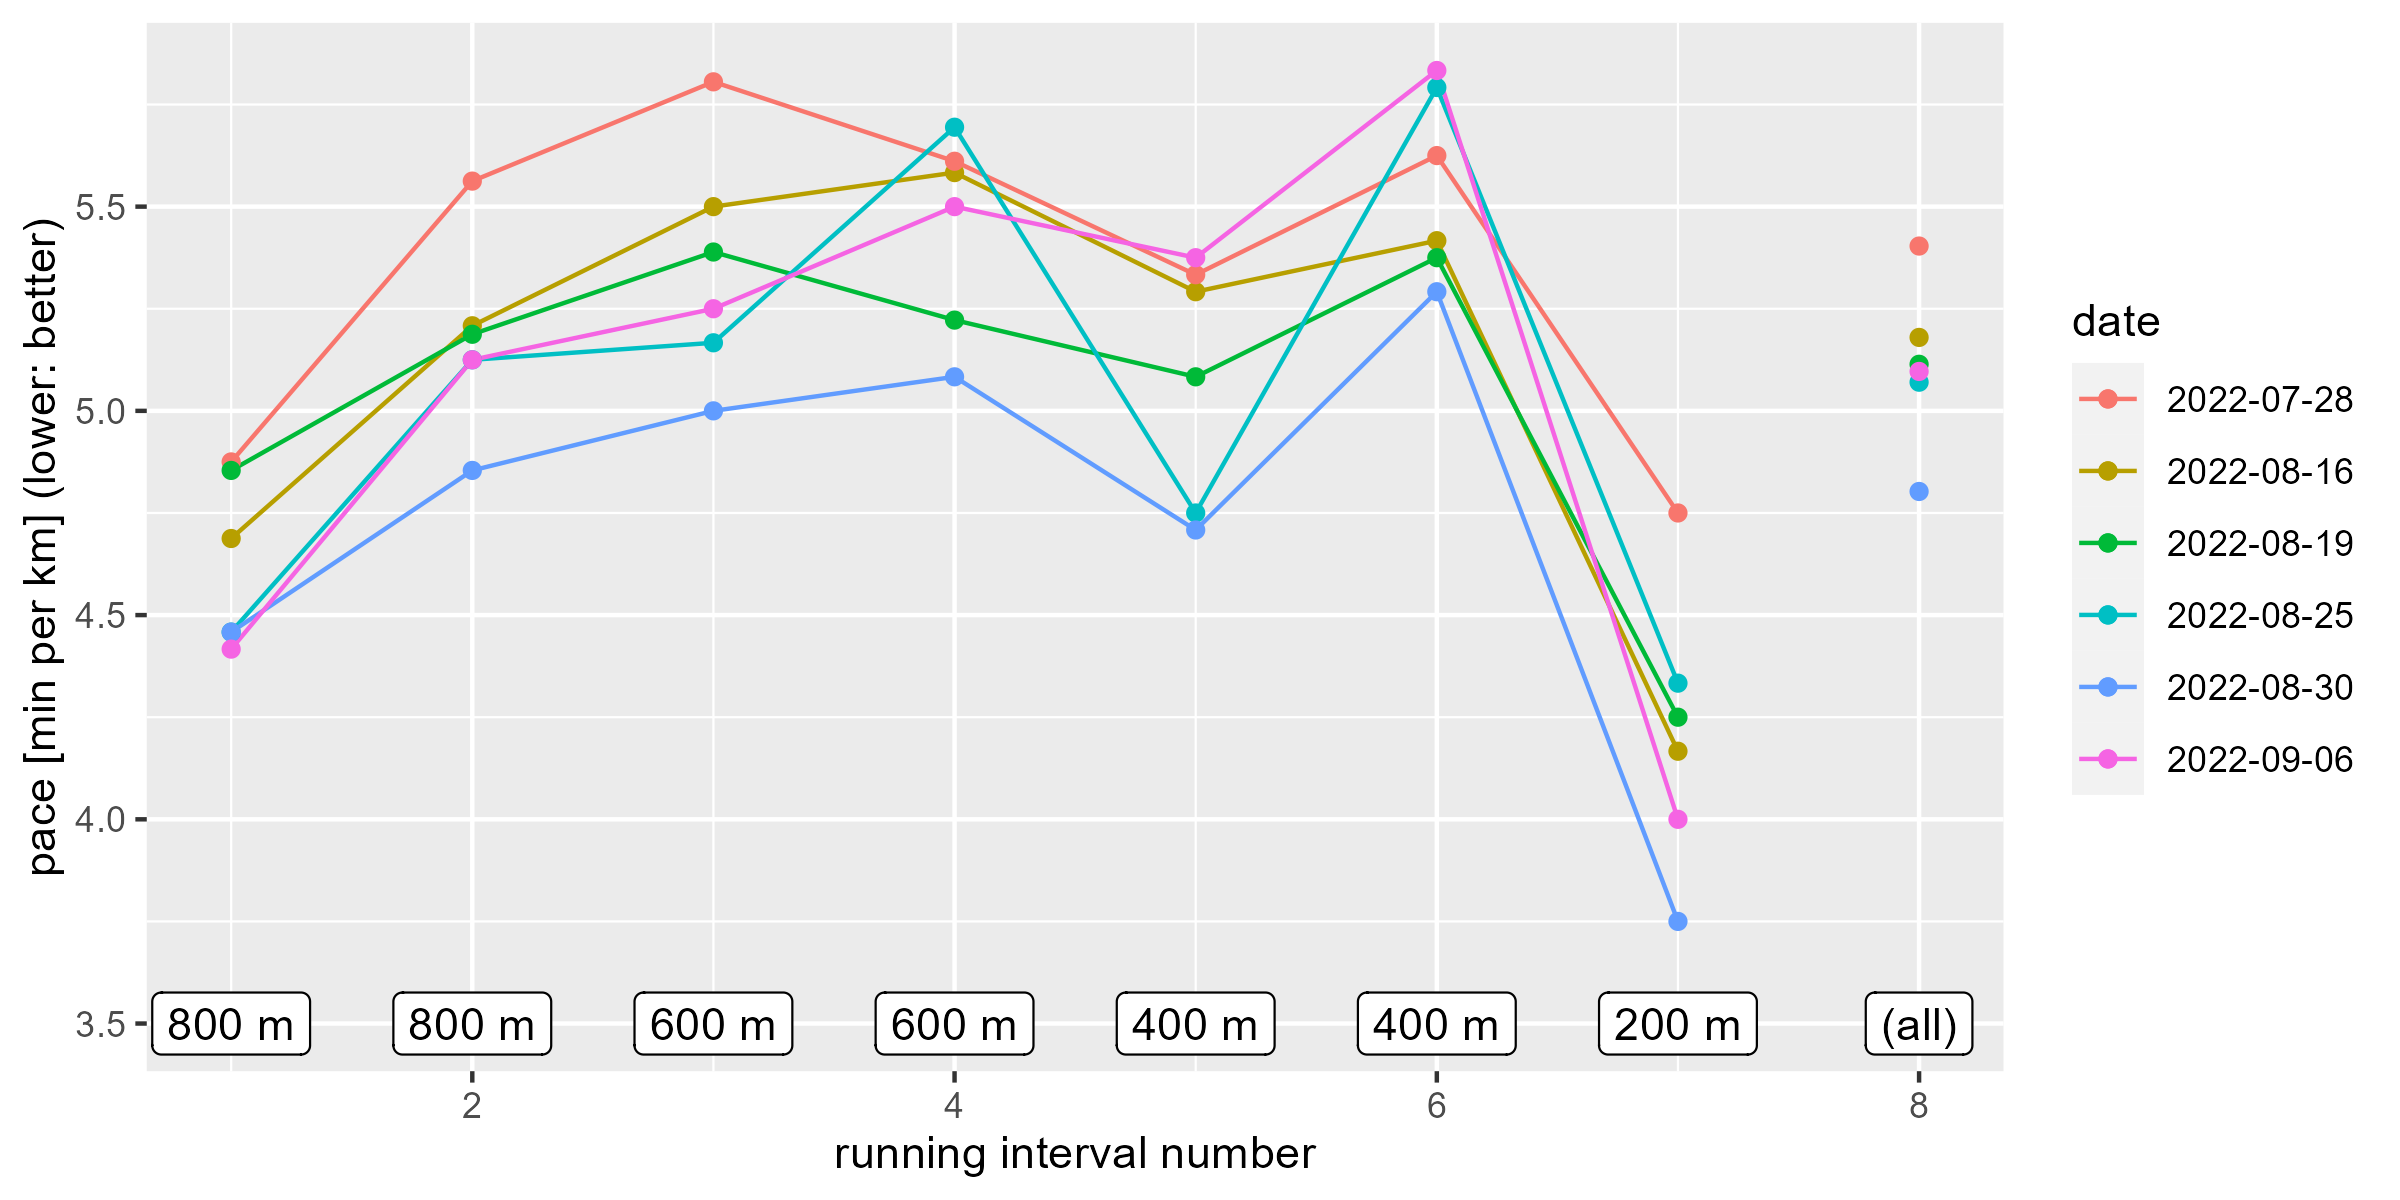 pace [min per km] (lower: better)
5.5
5.0
4.5
4.0
3.5
800 m 800 m 600 m 600 m 400 m 400 m 200 m (all)
2 4 6 8
running interval number
date
2022-07-28
2022-08-16
2022-08-19
2022-08-25
2022-08-30
2022-09-06